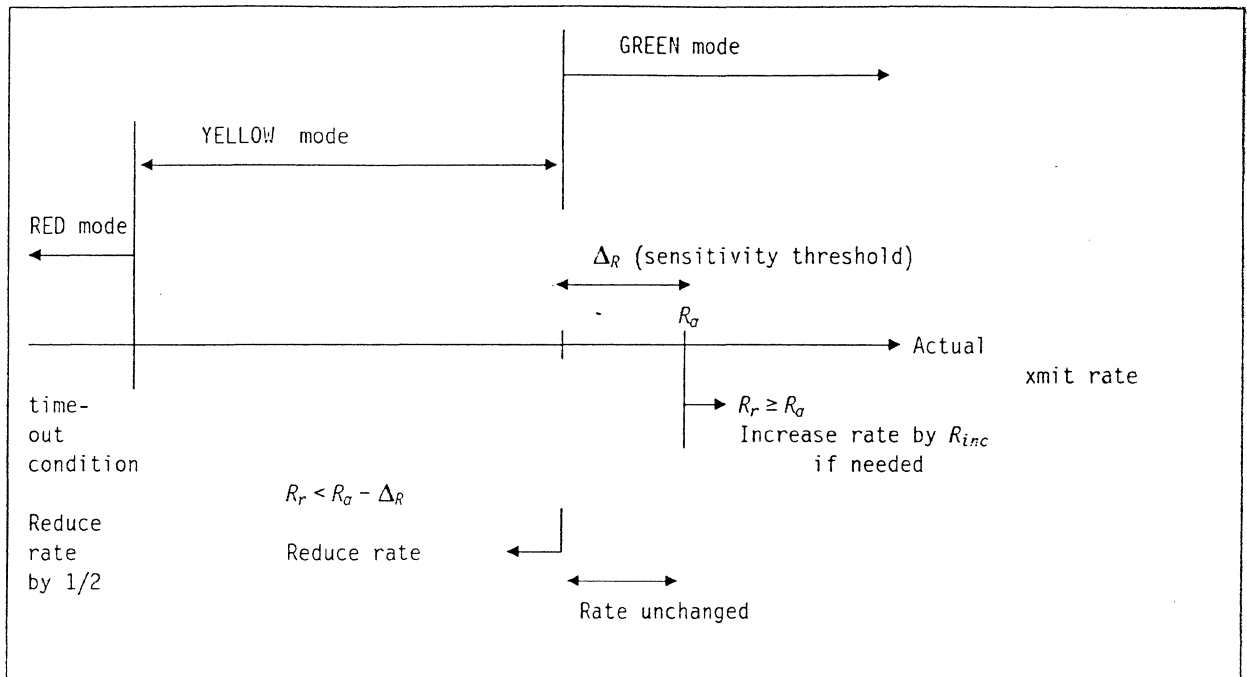 GREEN mode
YELLOW mode
RED mode
Δ_R (sensitivity threshold)
R_a
Actual
xmit rate
time-
out
condition
R_r ≥ R_a
Increase rate by R_inc
if needed
R_r < R_a − Δ_R
Reduce
rate
by 1/2
Reduce rate
Rate unchanged